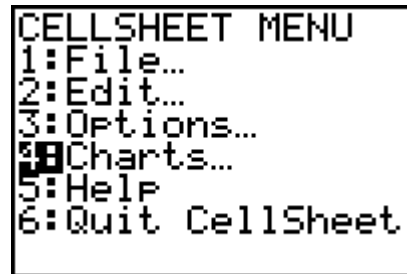 CELLSHEET MENU
1:File…
2:Edit…
3:Options…
4:Charts…
5:Help
6:Quit CellSheet